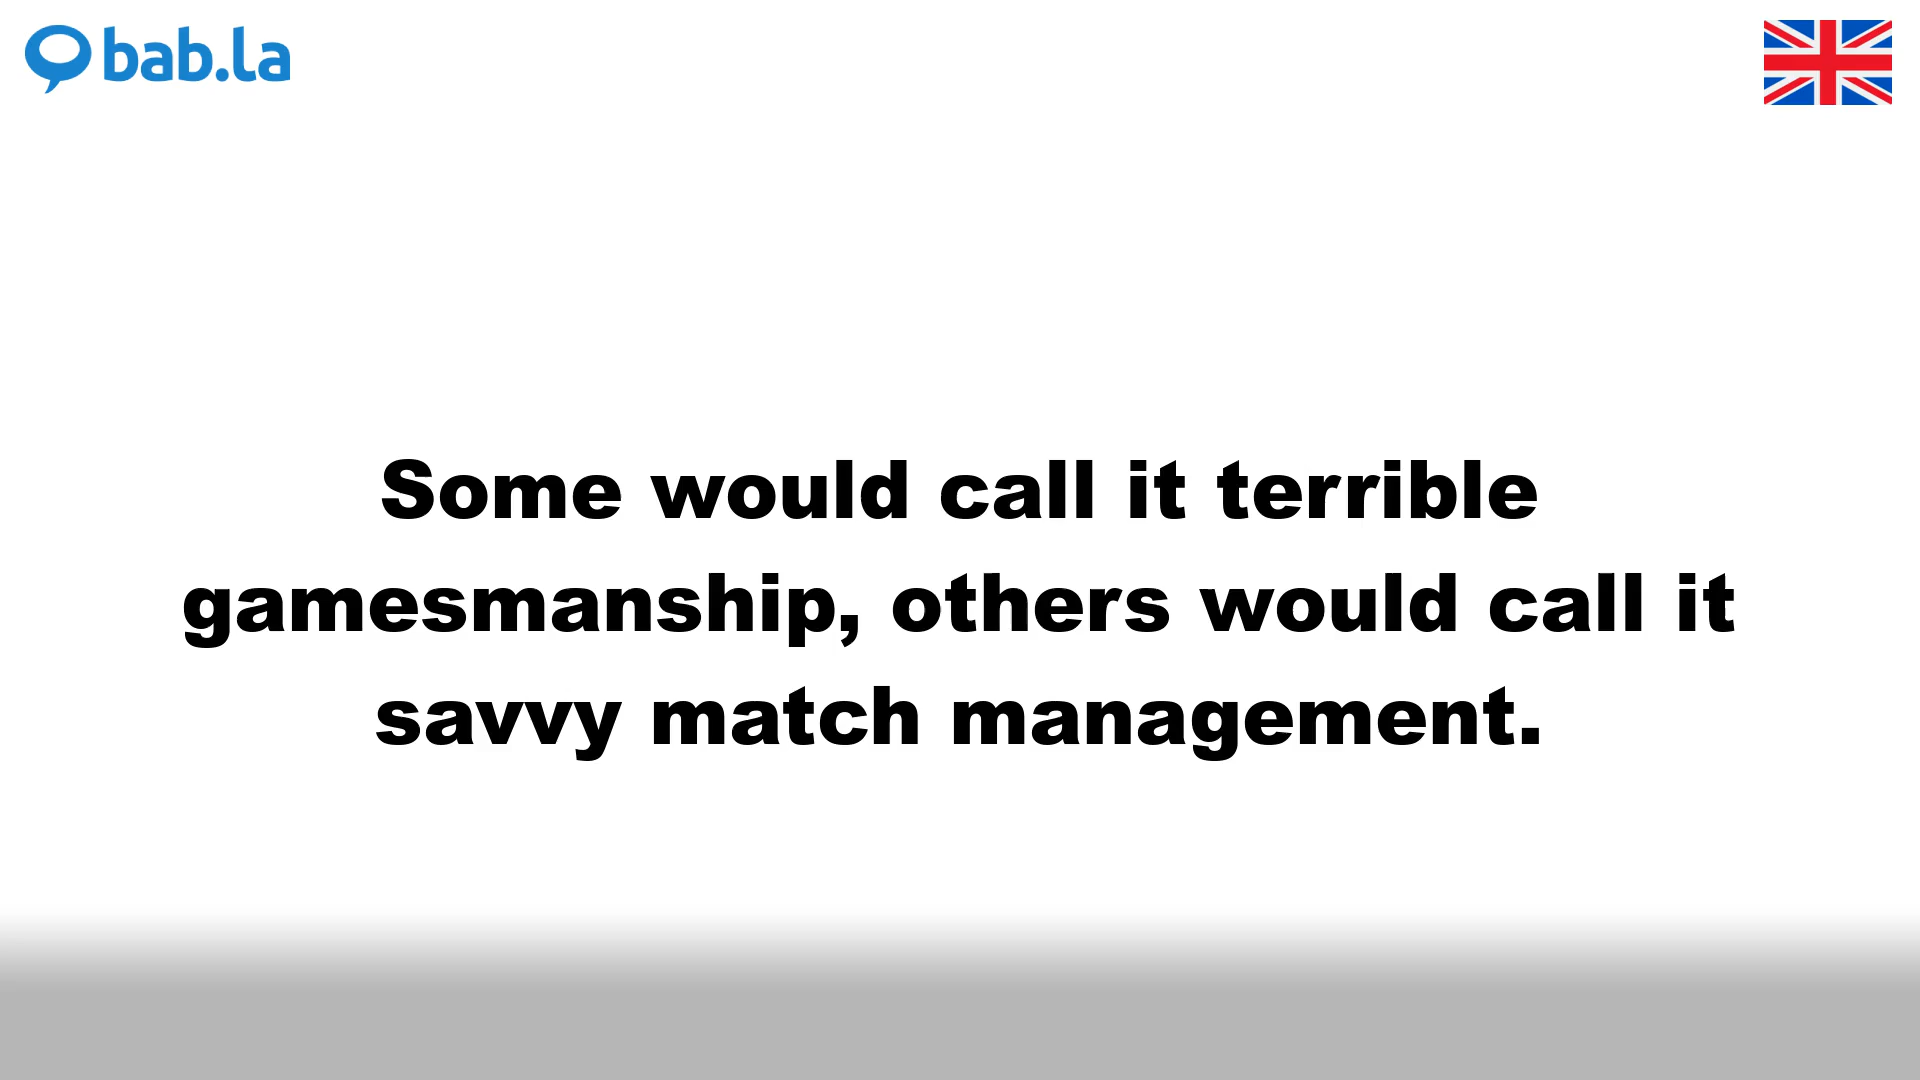 bab.la
Some would call it terrible
gamesmanship, others would call it
savvy match management.